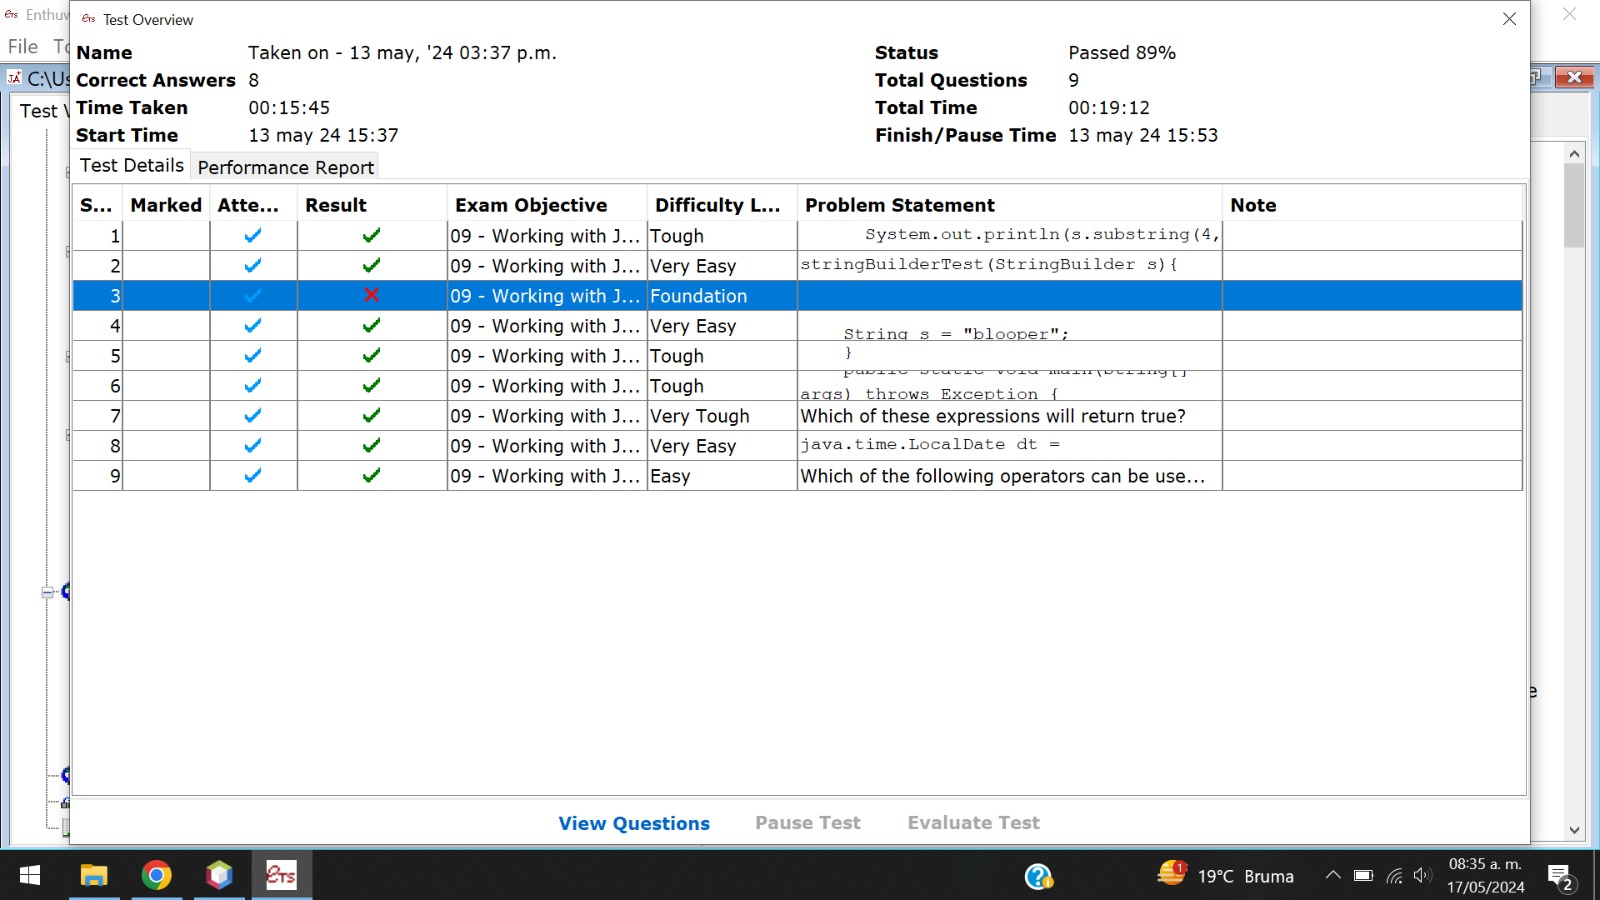 Enthuw
Test Overview
File To
Name Taken on - 13 may, '24 03:37 p.m. Status Passed 89%
C:\Us
Correct Answers 8 Total Questions 9
Test V
Time Taken 00:15:45 Total Time 00:19:12
Start Time 13 may 24 15:37 Finish/Pause Time 13 may 24 15:53
Test Details Performance Report
S... Marked Atte... Result Exam Objective Difficulty L... Problem Statement Note
1 09 - Working with J... Tough System.out.println(s.substring(4,
2 09 - Working with J... Very Easy stringBuilderTest(StringBuilder s){
3 09 - Working with J... Foundation
4 09 - Working with J... Very Easy String s = "blooper";
5 09 - Working with J... Tough }
6 09 - Working with J... Tough public static void main(String[]
args) throws Exception {
7 09 - Working with J... Very Tough Which of these expressions will return true?
8 09 - Working with J... Very Easy java.time.LocalDate dt =
9 09 - Working with J... Easy Which of the following operators can be use...
e
View Questions Pause Test Evaluate Test
ETS
1
19°C Bruma
08:35 a. m.
17/05/2024
2